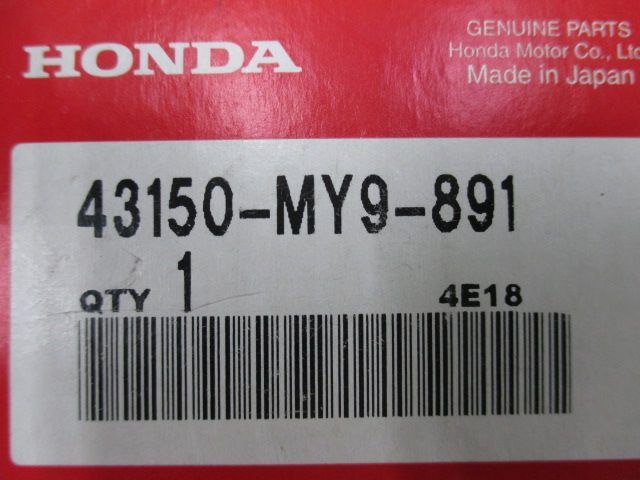 HONDA
GENUINE PARTS
Honda Motor Co., Ltd
Made in Japan
43150-MY9-891
QTY 1
4E18